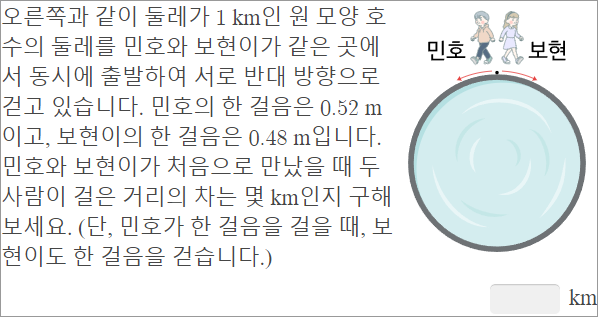 오른쪽과 같이 둘레가 1 km인 원 모양 호
수의 둘레를 민호와 보현이가 같은 곳에
서 동시에 출발하여 서로 반대 방향으로
걷고 있습니다. 민호의 한 걸음은 0.52 m
이고, 보현이의 한 걸음은 0.48 m입니다.
민호와 보현이가 처음으로 만났을 때 두
사람이 걸은 거리의 차는 몇 km인지 구해
보세요. (단, 민호가 한 걸음을 걸을 때, 보
현이도 한 걸음을 걷습니다.)
민호 보현
km